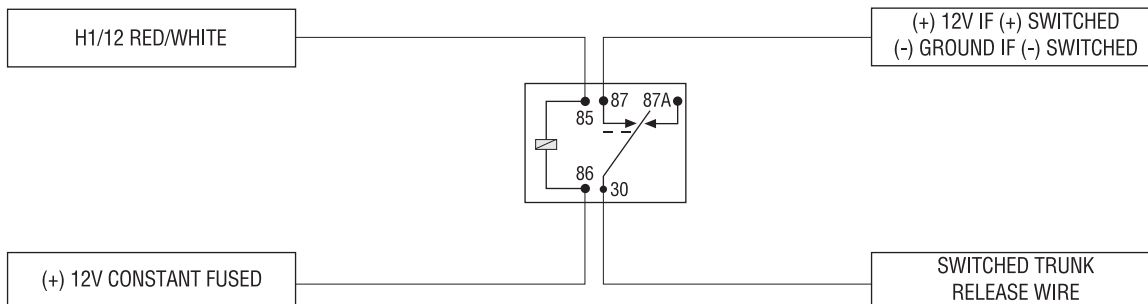 H1/12 RED/WHITE
(+) 12V IF (+) SWITCHED
(-) GROUND IF (-) SWITCHED
87 87A
85
86
30
(+) 12V CONSTANT FUSED
SWITCHED TRUNK
RELEASE WIRE